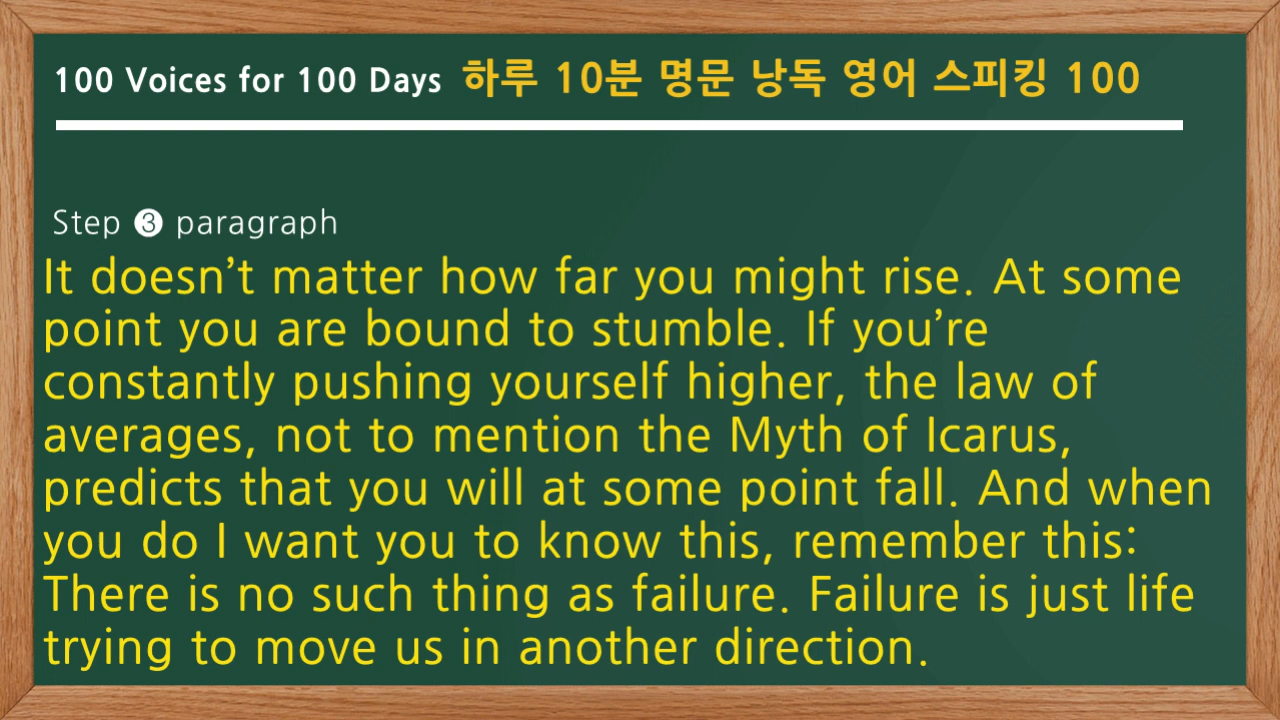 100 Voices for 100 Days 하루 10분 명문 낭독 영어 스피킹 100
Step ❸ paragraph
It doesn’t matter how far you might rise. At some
point you are bound to stumble. If you’re
constantly pushing yourself higher, the law of
averages, not to mention the Myth of Icarus,
predicts that you will at some point fall. And when
you do I want you to know this, remember this:
There is no such thing as failure. Failure is just life
trying to move us in another direction.